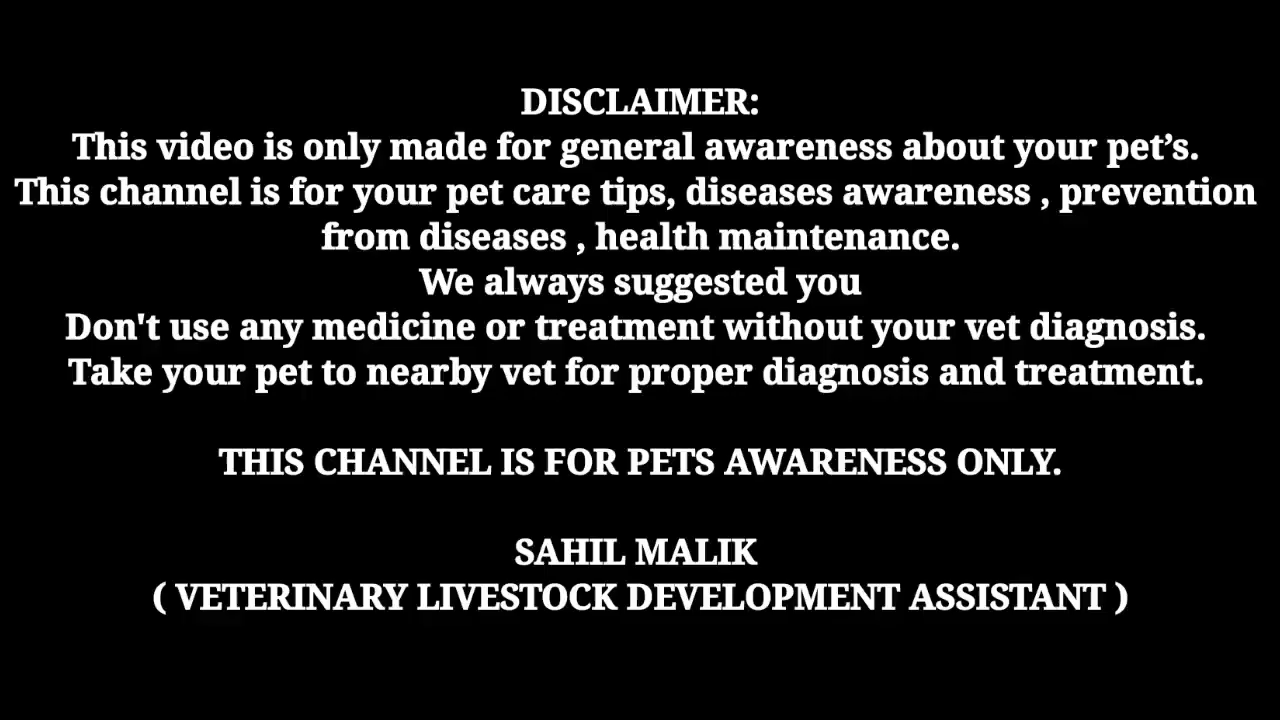 DISCLAIMER:
This video is only made for general awareness about your pet’s.
This channel is for your pet care tips, diseases awareness , prevention
from diseases , health maintenance.
We always suggested you
Don't use any medicine or treatment without your vet diagnosis.
Take your pet to nearby vet for proper diagnosis and treatment.
THIS CHANNEL IS FOR PETS AWARENESS ONLY.
SAHIL MALIK
( VETERINARY LIVESTOCK DEVELOPMENT ASSISTANT )